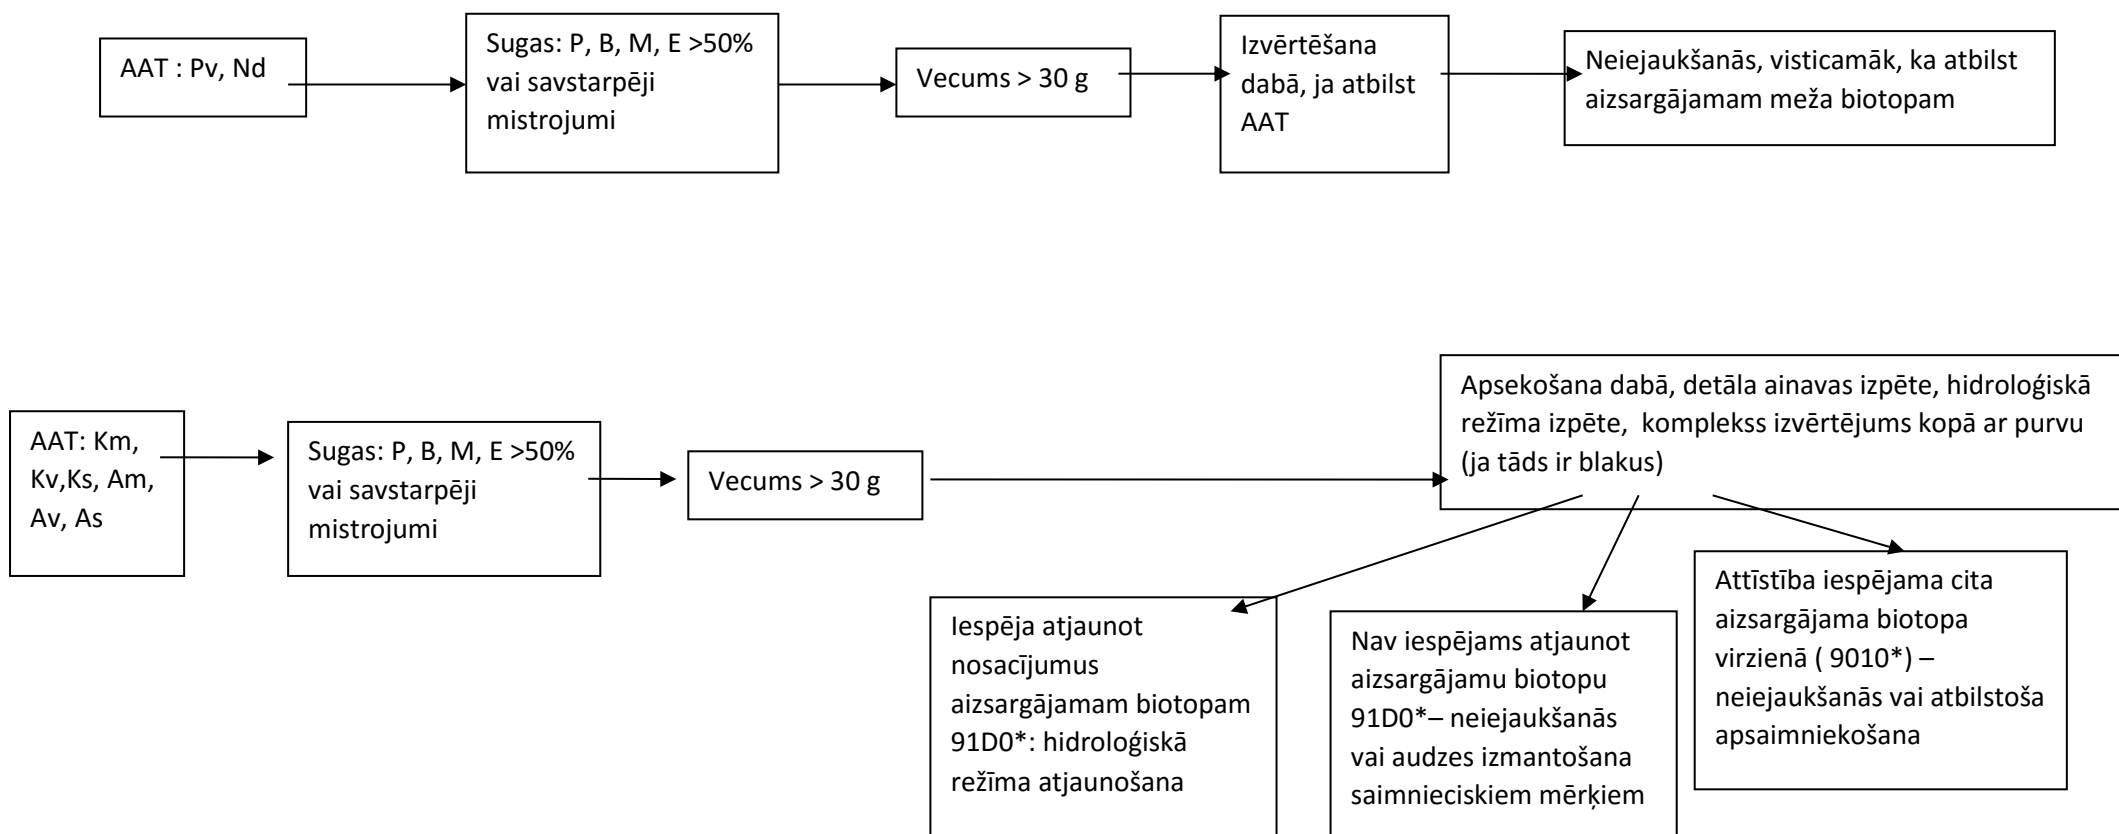 AAT : Pv, Nd
Sugas: P, B, M, E >50%
vai savstarpēji
mistrojumi
Vecums > 30 g
Izvērtēšana
dabā, ja atbilst
AAT
Neiejaukšanās, visticamāk, ka atbilst
aizsargājamam meža biotopam
AAT: Km,
Kv,Ks, Am,
Av, As
Sugas: P, B, M, E >50%
vai savstarpēji
mistrojumi
Vecums > 30 g
Apsekošana dabā, detāla ainavas izpēte, hidroloģiskā
režīma izpēte, komplekss izvērtējums kopā ar purvu
(ja tāds ir blakus)
Iespēja atjaunot
nosacījumus
aizsargājamam biotopam
91D0*: hidroloģiskā
režīma atjaunošana
Nav iespējams atjaunot
aizsargājamu biotopu
91D0*– neiejaukšanās
vai audzes izmantošana
saimnieciskiem mērķiem
Attīstība iespējama cita
aizsargājama biotopa
virzienā ( 9010*) –
neiejaukšanās vai atbilstoša
apsaimniekošana